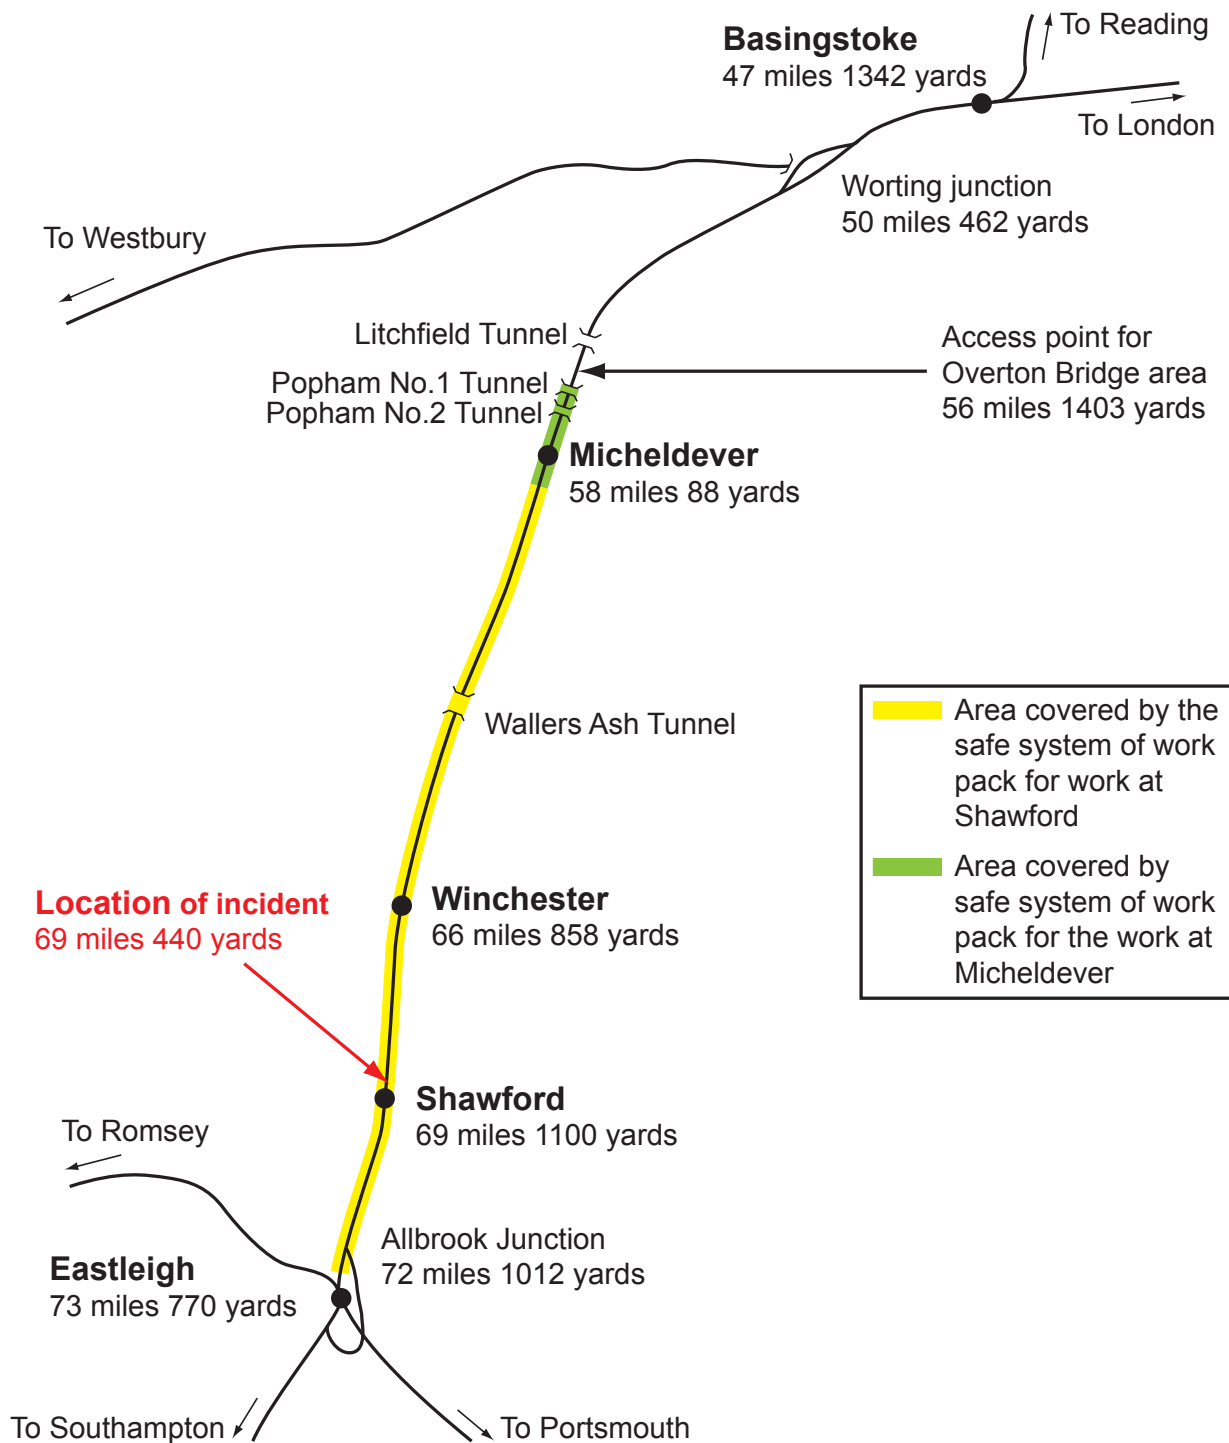 To Reading
Basingstoke
47 miles 1342 yards
To London
Worting junction
50 miles 462 yards
To Westbury
Litchfield Tunnel
Access point for
Overton Bridge area
56 miles 1403 yards
Popham No.1 Tunnel
Popham No.2 Tunnel
Micheldever
58 miles 88 yards
Wallers Ash Tunnel
Area covered by the
safe system of work
pack for work at
Shawford
Area covered by
safe system of work
pack for the work at
Micheldever
Winchester
66 miles 858 yards
Location of incident
69 miles 440 yards
Shawford
69 miles 1100 yards
To Romsey
Allbrook Junction
72 miles 1012 yards
Eastleigh
73 miles 770 yards
To Southampton
To Portsmouth